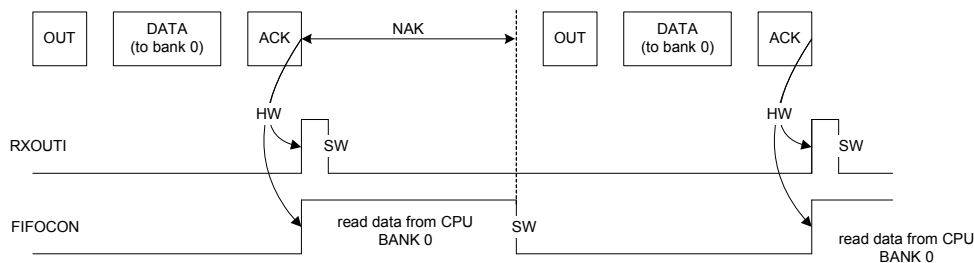 OUT
DATA
(to bank 0)
ACK
NAK
OUT
DATA
(to bank 0)
ACK
HW
HW
RXOUTI
SW
SW
FIFOCON
read data from CPU
BANK 0
SW
read data from CPU
BANK 0